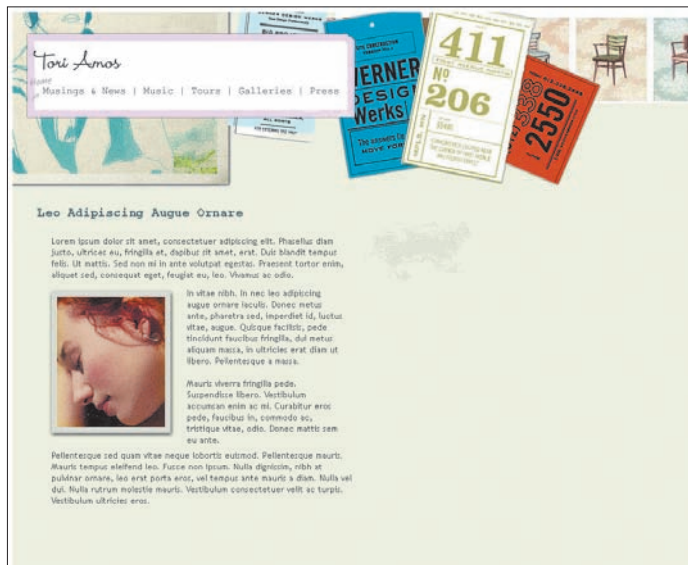 Tori Amos
Musings & News | Music | Tours | Galleries | Press
VERNER
DESIGN
Werks
The answers
MOVE FOR
411
Nº
206
2550
Leo Adipiscing Augue Ornare
Lorem ipsum dolor sit amet, consectetuer adipiscing elit. Phasellus diam
justo, ultrices eu, fringilla et, dapibus sit amet, erat. Duis blandit tempus
felis. Ut mattis. Sed non mi in ante volutpat egestas. Praesent tortor enim,
aliquet sed, consequat eget, feugiat eu, leo. Vivamus ac odio.
In vitae nibh. In nec leo adipiscing
augue ornare iaculis. Donec metus
ante, pharetra sed, imperdiet id, luctus
vitae, augue. Quisque facilisis, pede
tincidunt faucibus fringilla, dui metus
aliquam massa, in ultricies erat diam ut
libero. Pellentesque a massa.
Mauris viverra fringilla pede.
Suspendisse libero. Vestibulum
accumsan enim ac mi. Curabitur eros
pede, faucibus in, commodo ac,
tristique vitae, odio. Donec mattis sem
eu ante.
Pellentesque sed quam vitae neque lobortis euismod. Pellentesque mauris.
Mauris tempus eleifend leo. Fusce non ipsum. Nulla dignissim, nibh at
pulvinar ornare, leo erat porta eros, vel tempus ante mauris a diam. Nulla vel
dui. Nulla rutrum molestie mauris. Vestibulum consectetuer velit ac turpis.
Vestibulum ultricies eros.